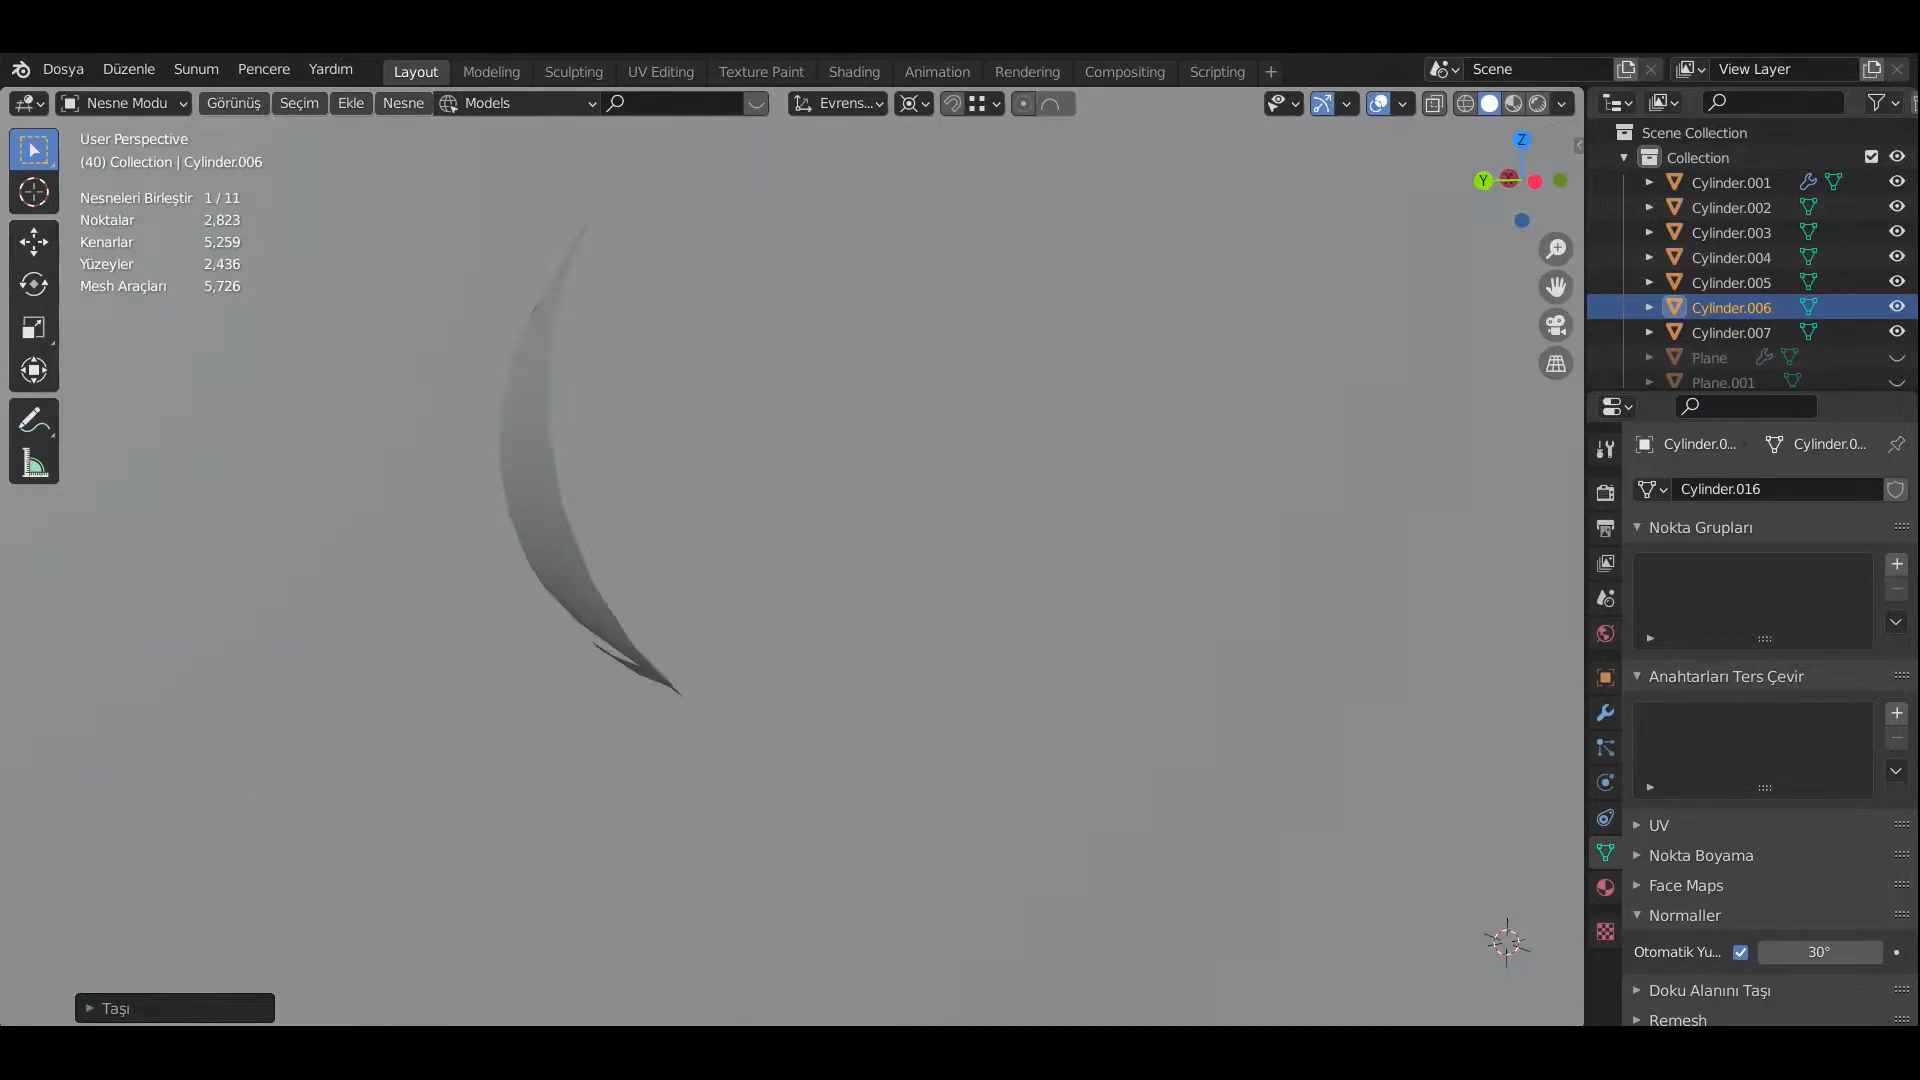 Dosya Düzenle Sunum Pencere Yardım Layout Modeling Sculpting UV Editing Texture Paint Shading Animation Rendering Compositing Scripting + Scene View Layer
Nesne Modu Görünüş Seçim Ekle Nesne Models Evrens...
User Perspective
(40) Collection | Cylinder.006
Nesneleri Birleştir 1 / 11
Noktalar 2,823
Kenarlar 5,259
Yüzeyler 2,436
Mesh Araçları 5,726
Z
Y
X
Scene Collection
Collection
Cylinder.001
Cylinder.002
Cylinder.003
Cylinder.004
Cylinder.005
Cylinder.006
Cylinder.007
Plane
Plane.001
Cylinder.0... Cylinder.0...
Cylinder.016
Nokta Grupları
Anahtarları Ters Çevir
UV
Nokta Boyama
Face Maps
Normaller
Otomatik Yu... 30°
Doku Alanını Taşı
Remesh
Taşı